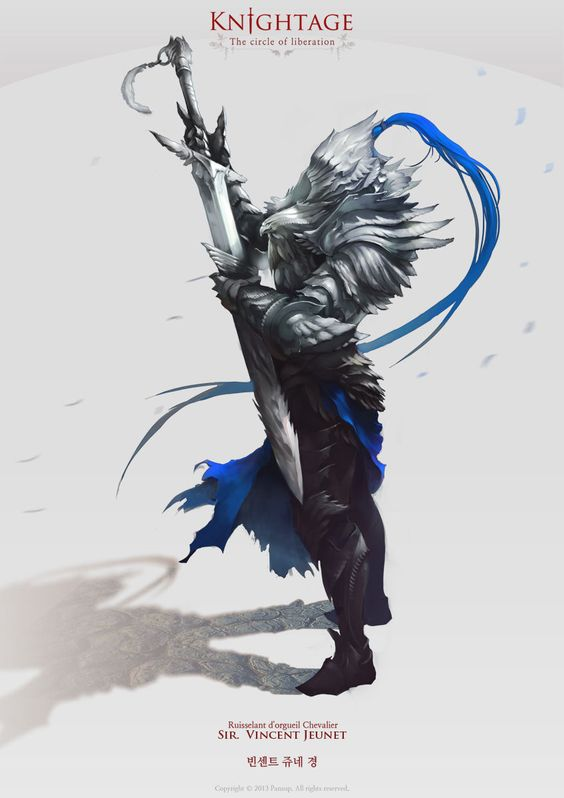 KNIGHTAGE
The circle of liberation
Ruisselant d'orgueil Chevalier
SIR. VINCENT JEUNET
빈센트 쥬네 경
Copyright © 2013 Pansup. All rights reserved.